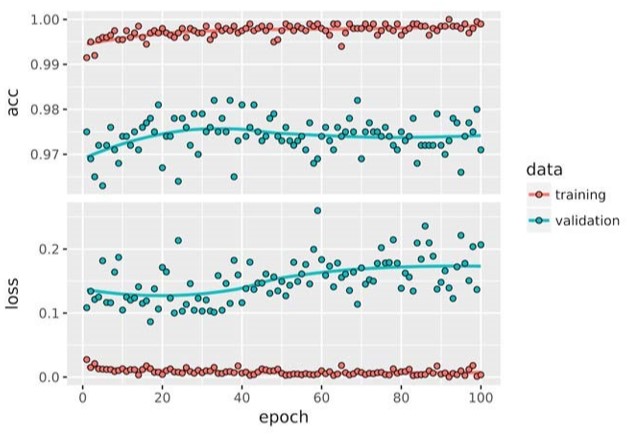 1.00
0.99
acc
0.98
0.97
data
training
validation
0.2
loss
0.1
0.0
0 20 40 60 80 100
epoch